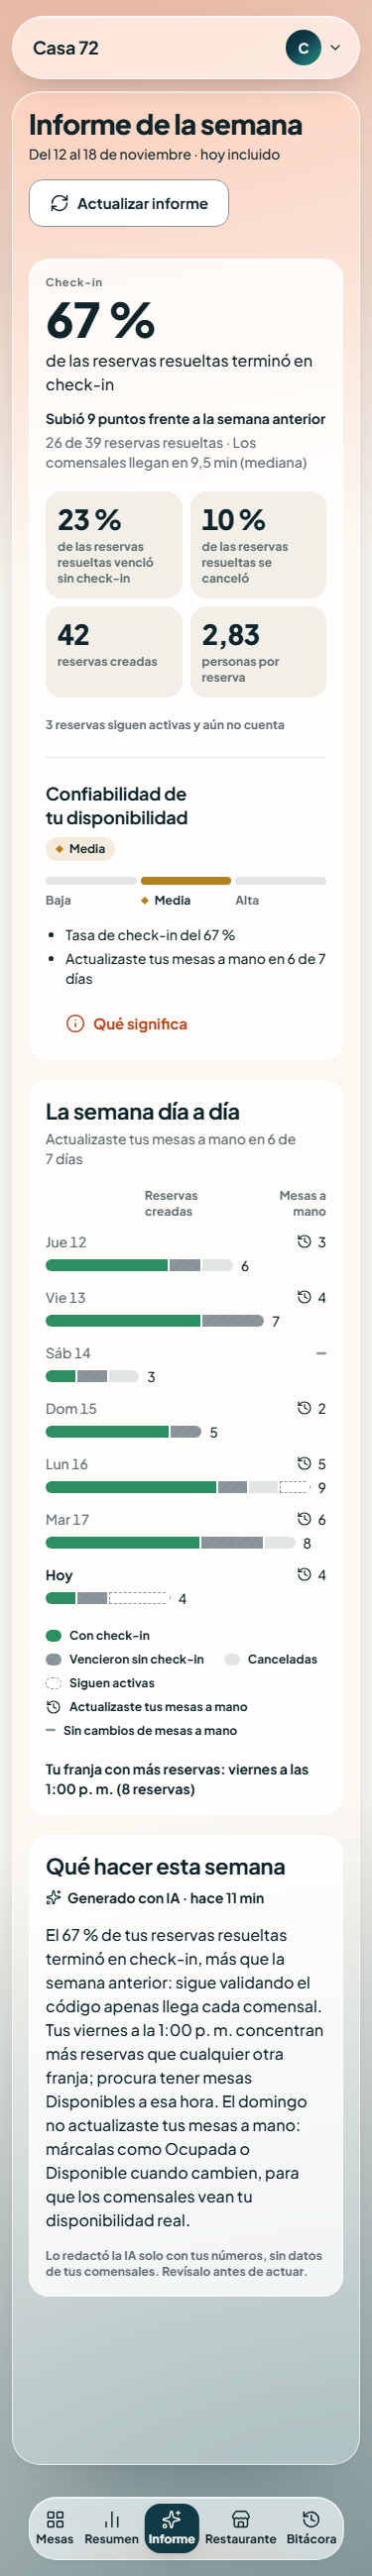 Casa 72
C
Informe de la semana
Del 12 al 18 de noviembre · hoy incluido
Actualizar informe
Check-in
67 %
de las reservas resueltas terminó en
check-in
Subió 9 puntos frente a la semana anterior
26 de 39 reservas resueltas · Los
comensales llegan en 9,5 min (mediana)
23 %
de las reservas
resueltas venció
sin check-in
10 %
de las reservas
resueltas se
canceló
42
reservas creadas
2,83
personas por
reserva
3 reservas siguen activas y aún no cuenta
Confiabilidad de
tu disponibilidad
Media
Baja
Media
Alta
Tasa de check-in del 67 %
Actualizaste tus mesas a mano en 6 de 7
días
Qué significa
La semana día a día
Actualizaste tus mesas a mano en 6 de
7 días
Reservas
creadas
Mesas a
mano
Jue 12
3
6
Vie 13
4
7
Sáb 14
–
3
Dom 15
2
5
Lun 16
5
9
Mar 17
6
8
Hoy
4
4
Con check-in
Vencieron sin check-in
Canceladas
Siguen activas
Actualizaste tus mesas a mano
– Sin cambios de mesas a mano
Tu franja con más reservas: viernes a las
1:00 p. m. (8 reservas)
Qué hacer esta semana
Generado con IA · hace 11 min
El 67 % de tus reservas resueltas
terminó en check-in, más que la
semana anterior: sigue validando el
código apenas llega cada comensal.
Tus viernes a la 1:00 p. m. concentran
más reservas que cualquier otra
franja; procura tener mesas
Disponibles a esa hora. El domingo
no actualizaste tus mesas a mano:
márcalas como Ocupada o
Disponible cuando cambien, para
que los comensales vean tu
disponibilidad real.
Lo redactó la IA solo con tus números, sin datos
de tus comensales. Revísalo antes de actuar.
Mesas
Resumen
Informe
Restaurante
Bitácora